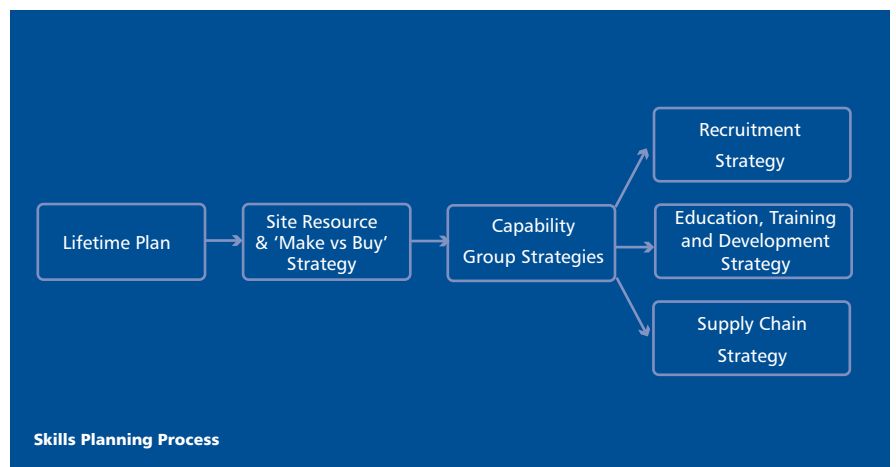 Lifetime Plan
Site Resource
& ‘Make vs Buy’
Strategy
Capability
Group Strategies
Recruitment
Strategy
Education, Training
and Development
Strategy
Supply Chain
Strategy
Skills Planning Process